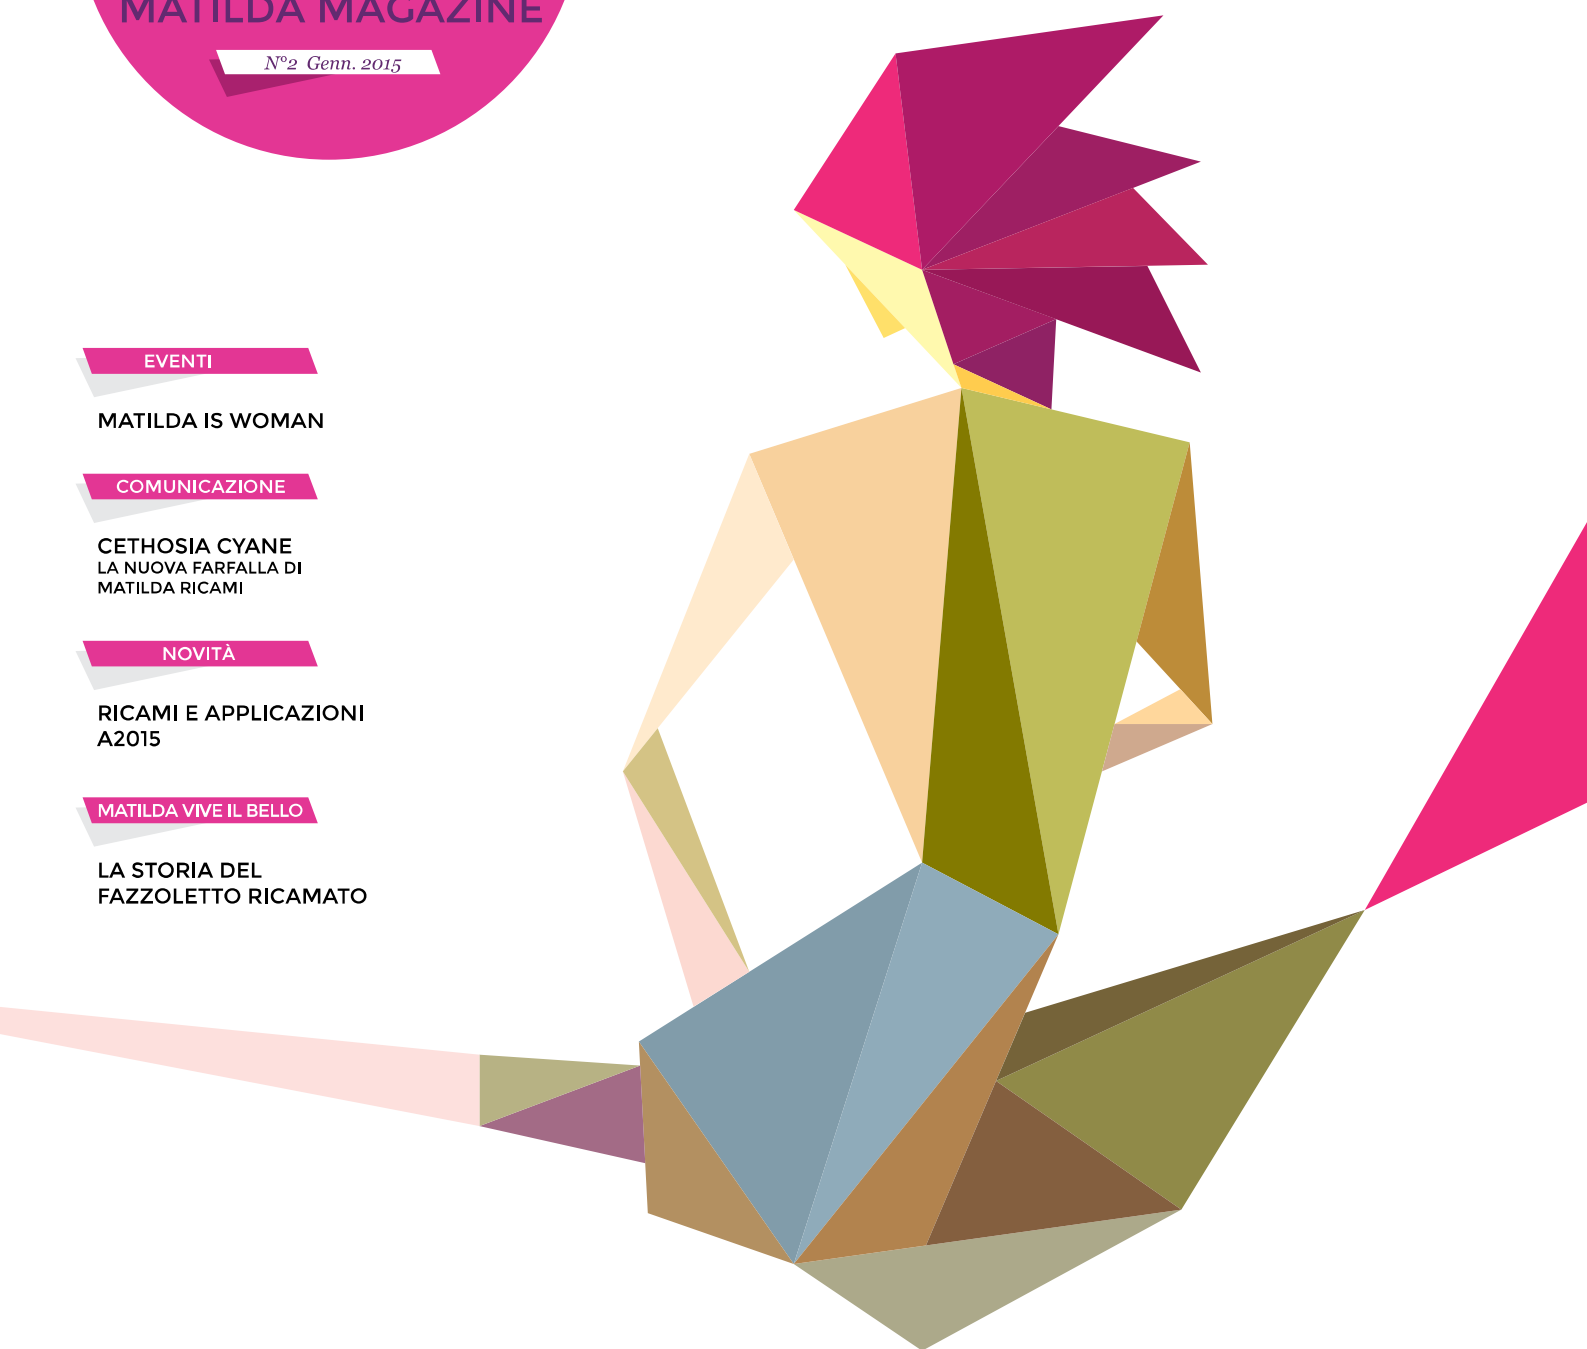 MATILDA MAGAZINE
N°2 Genn. 2015
EVENTI
MATILDA IS WOMAN
COMUNICAZIONE
CETHOSIA CYANE
LA NUOVA FARFALLA DI
MATILDA RICAMI
NOVITÀ
RICAMI E APPLICAZIONI
A2015
MATILDA VIVE IL BELLO
LA STORIA DEL
FAZZOLETTO RICAMATO